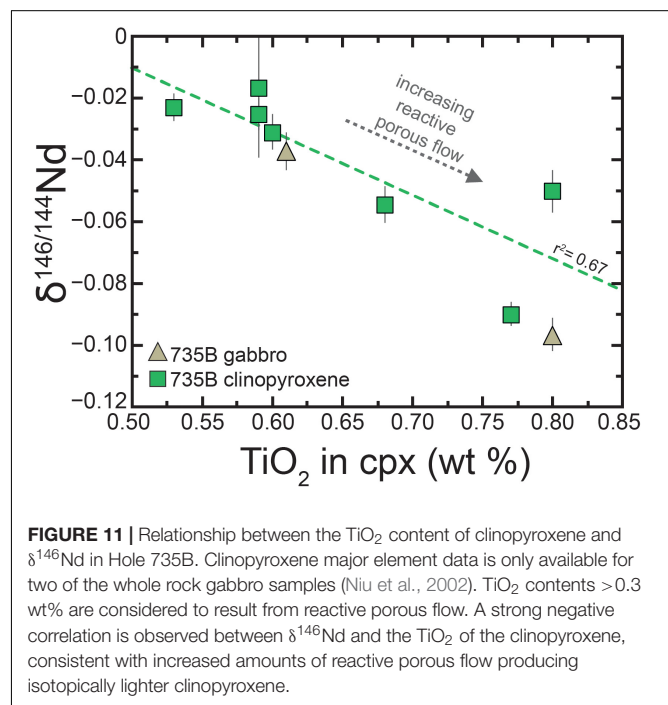 0
−0.02
−0.04
−0.06
−0.08
−0.10
−0.12
δ146/144Nd
increasing
reactive
porous flow
r²= 0.67
735B gabbro
735B clinopyroxene
0.50 0.55 0.60 0.65 0.70 0.75 0.80 0.85
TiO₂ in cpx (wt %)
FIGURE 11 | Relationship between the TiO₂ content of clinopyroxene and
δ146Nd in Hole 735B. Clinopyroxene major element data is only available for
two of the whole rock gabbro samples (Niu et al., 2002). TiO₂ contents >0.3
wt% are considered to result from reactive porous flow. A strong negative
correlation is observed between δ146Nd and the TiO₂ of the clinopyroxene,
consistent with increased amounts of reactive porous flow producing
isotopically lighter clinopyroxene.